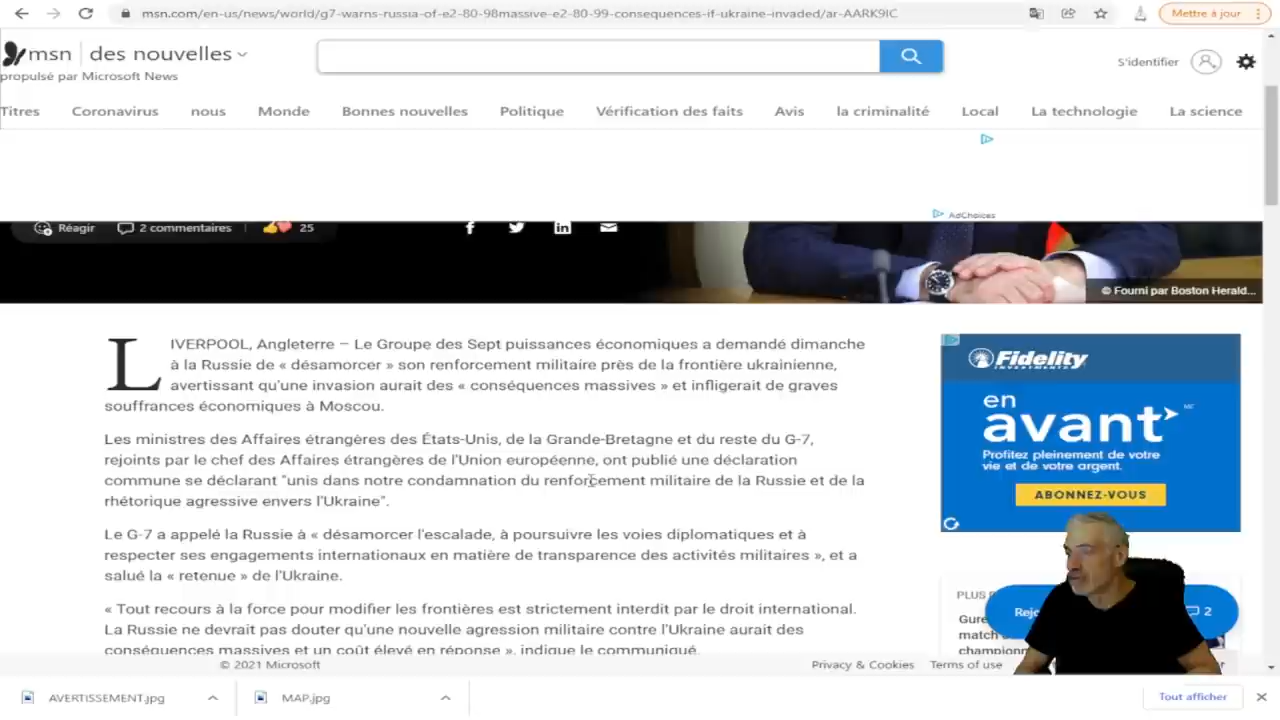 msn.com/en-us/news/world/g7-warns-russia-of-e2-80-98massive-e2-80-99-consequences-if-ukraine-invaded/ar-AARK9IC
Mettre à jour
msn | des nouvelles
propulsé par Microsoft News
S'identifier
Titres Coronavirus nous Monde Bonnes nouvelles Politique Vérification des faits Avis la criminalité Local La technologie La science
AdChoices
Réagir 2 commentaires 25
© Fourni par Boston Herald...
LIVERPOOL, Angleterre – Le Groupe des Sept puissances économiques a demandé dimanche
à la Russie de « désamorcer » son renforcement militaire près de la frontière ukrainienne,
avertissant qu'une invasion aurait des « conséquences massives » et infligerait de graves
souffrances économiques à Moscou.
Les ministres des Affaires étrangères des États-Unis, de la Grande-Bretagne et du reste du G-7,
rejoints par le chef des Affaires étrangères de l'Union européenne, ont publié une déclaration
commune se déclarant "unis dans notre condamnation du renforcement militaire de la Russie et de la
rhétorique agressive envers l'Ukraine".
Le G-7 a appelé la Russie à « désamorcer l'escalade, à poursuivre les voies diplomatiques et à
respecter ses engagements internationaux en matière de transparence des activités militaires », et a
salué la « retenue » de l'Ukraine.
« Tout recours à la force pour modifier les frontières est strictement interdit par le droit international.
La Russie ne devrait pas douter qu'une nouvelle agression militaire contre l'Ukraine aurait des
conséquences massives et un coût élevé en réponse », indique le communiqué.
Fidelity
INVESTMENTS
en
avant
MC
Profitez pleinement de votre
vie et de votre argent.
ABONNEZ-VOUS
PLUS
Rejo
2
Gure
match
champion
© 2021 Microsoft
Privacy & Cookies Terms of use
AVERTISSEMENT.jpg MAP.jpg Tout afficher